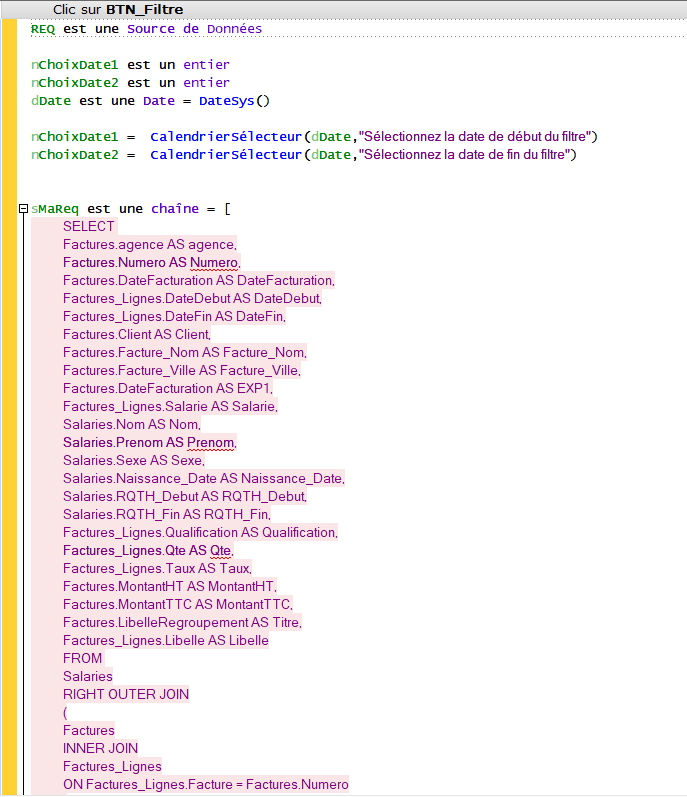 Clic sur BTN_Filtre
REQ est une Source de Données
nChoixDate1 est un entier
nChoixDate2 est un entier
dDate est une Date = DateSys()
nChoixDate1 = CalendrierSélecteur(dDate,"Sélectionnez la date de début du filtre")
nChoixDate2 = CalendrierSélecteur(dDate,"Sélectionnez la date de fin du filtre")
sMaReq est une chaîne = [
SELECT
Factures.agence AS agence,
Factures.Numero AS Numero,
Factures.DateFacturation AS DateFacturation,
Factures_Lignes.DateDebut AS DateDebut,
Factures_Lignes.DateFin AS DateFin,
Factures.Client AS Client,
Factures.Facture_Nom AS Facture_Nom,
Factures.Facture_Ville AS Facture_Ville,
Factures.DateFacturation AS EXP1,
Factures_Lignes.Salarie AS Salarie,
Salaries.Nom AS Nom,
Salaries.Prenom AS Prenom,
Salaries.Sexe AS Sexe,
Salaries.Naissance_Date AS Naissance_Date,
Salaries.RQTH_Debut AS RQTH_Debut,
Salaries.RQTH_Fin AS RQTH_Fin,
Factures_Lignes.Qualification AS Qualification,
Factures_Lignes.Qte AS Qte,
Factures_Lignes.Taux AS Taux,
Factures.MontantHT AS MontantHT,
Factures.MontantTTC AS MontantTTC,
Factures.LibelleRegroupement AS Titre,
Factures_Lignes.Libelle AS Libelle
FROM
Salaries
RIGHT OUTER JOIN
(
Factures
INNER JOIN
Factures_Lignes
ON Factures_Lignes.Facture = Factures.Numero